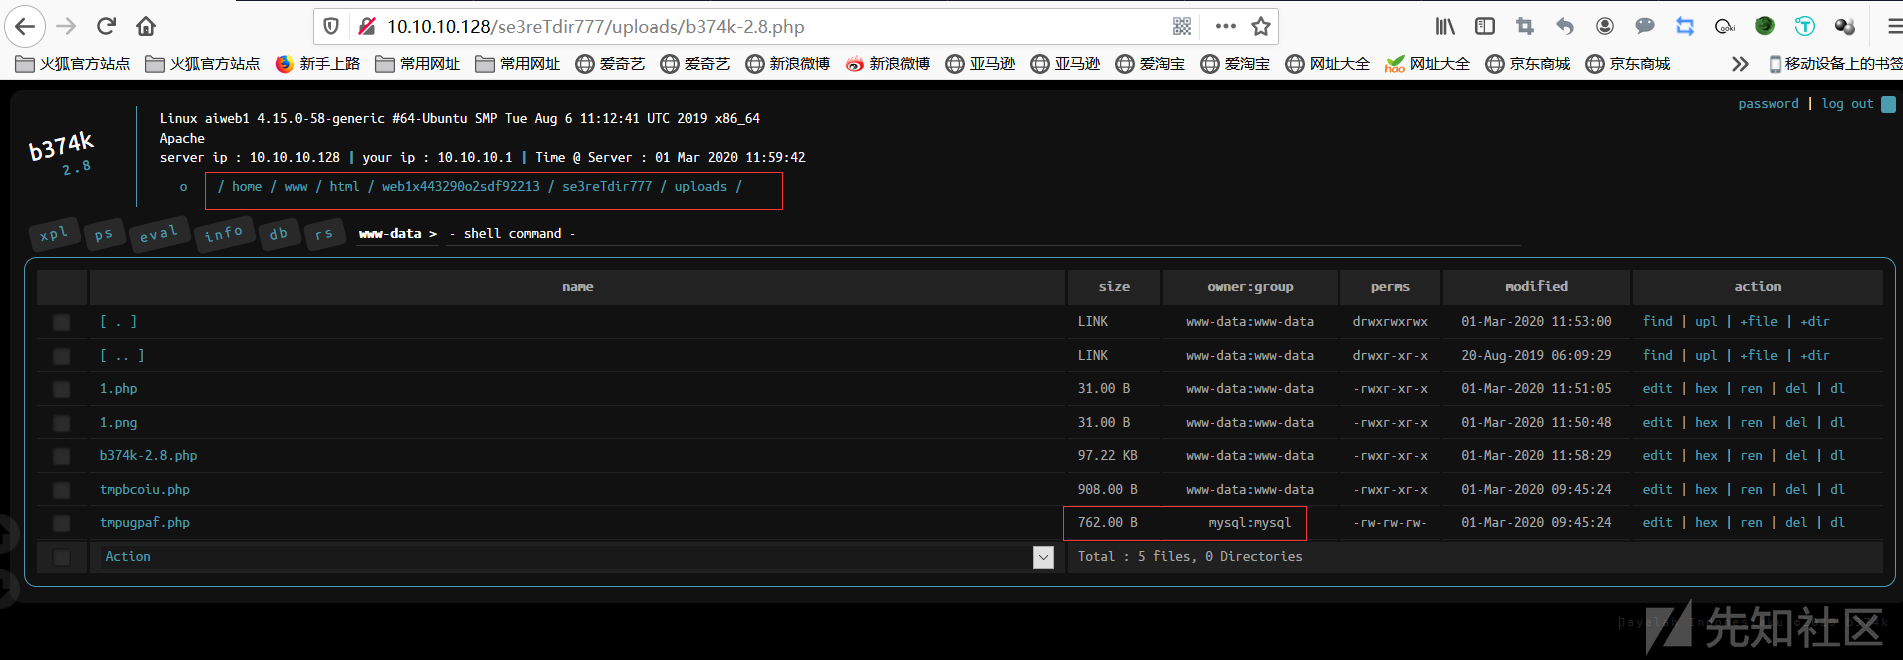 10.10.10.128/se3reTdir777/uploads/b374k-2.8.php
火狐官方站点 火狐官方站点 新手上路 常用网址 常用网址 爱奇艺 爱奇艺 新浪微博 新浪微博 亚马逊 亚马逊 爱淘宝 爱淘宝 网址大全 网址大全 京东商城 京东商城 移动设备上的书签
password | log out
b374k
2.8
Linux aiweb1 4.15.0-58-generic #64-Ubuntu SMP Tue Aug 6 11:12:41 UTC 2019 x86_64
Apache
server ip : 10.10.10.128 | your ip : 10.10.10.1 | Time @ Server : 01 Mar 2020 11:59:42
o / home / www / html / web1x443290o2sdf92213 / se3reTdir777 / uploads /
xpl ps eval info db rs www-data > - shell command -
name size owner:group perms modified action
[ . ] LINK www-data:www-data drwxrwxrwx 01-Mar-2020 11:53:00 find | upl | +file | +dir
[ .. ] LINK www-data:www-data drwxr-xr-x 20-Aug-2019 06:09:29 find | upl | +file | +dir
1.php 31.00 B www-data:www-data -rwxr-xr-x 01-Mar-2020 11:51:05 edit | hex | ren | del | dl
1.png 31.00 B www-data:www-data -rwxr-xr-x 01-Mar-2020 11:50:48 edit | hex | ren | del | dl
b374k-2.8.php 97.22 KB www-data:www-data -rwxr-xr-x 01-Mar-2020 11:58:29 edit | hex | ren | del | dl
tmpbcoiu.php 908.00 B www-data:www-data -rwxr-xr-x 01-Mar-2020 09:45:24 edit | hex | ren | del | dl
tmpugpaf.php 762.00 B mysql:mysql -rw-rw-rw- 01-Mar-2020 09:45:24 edit | hex | ren | del | dl
Action Total : 5 files, 0 Directories
先知社区